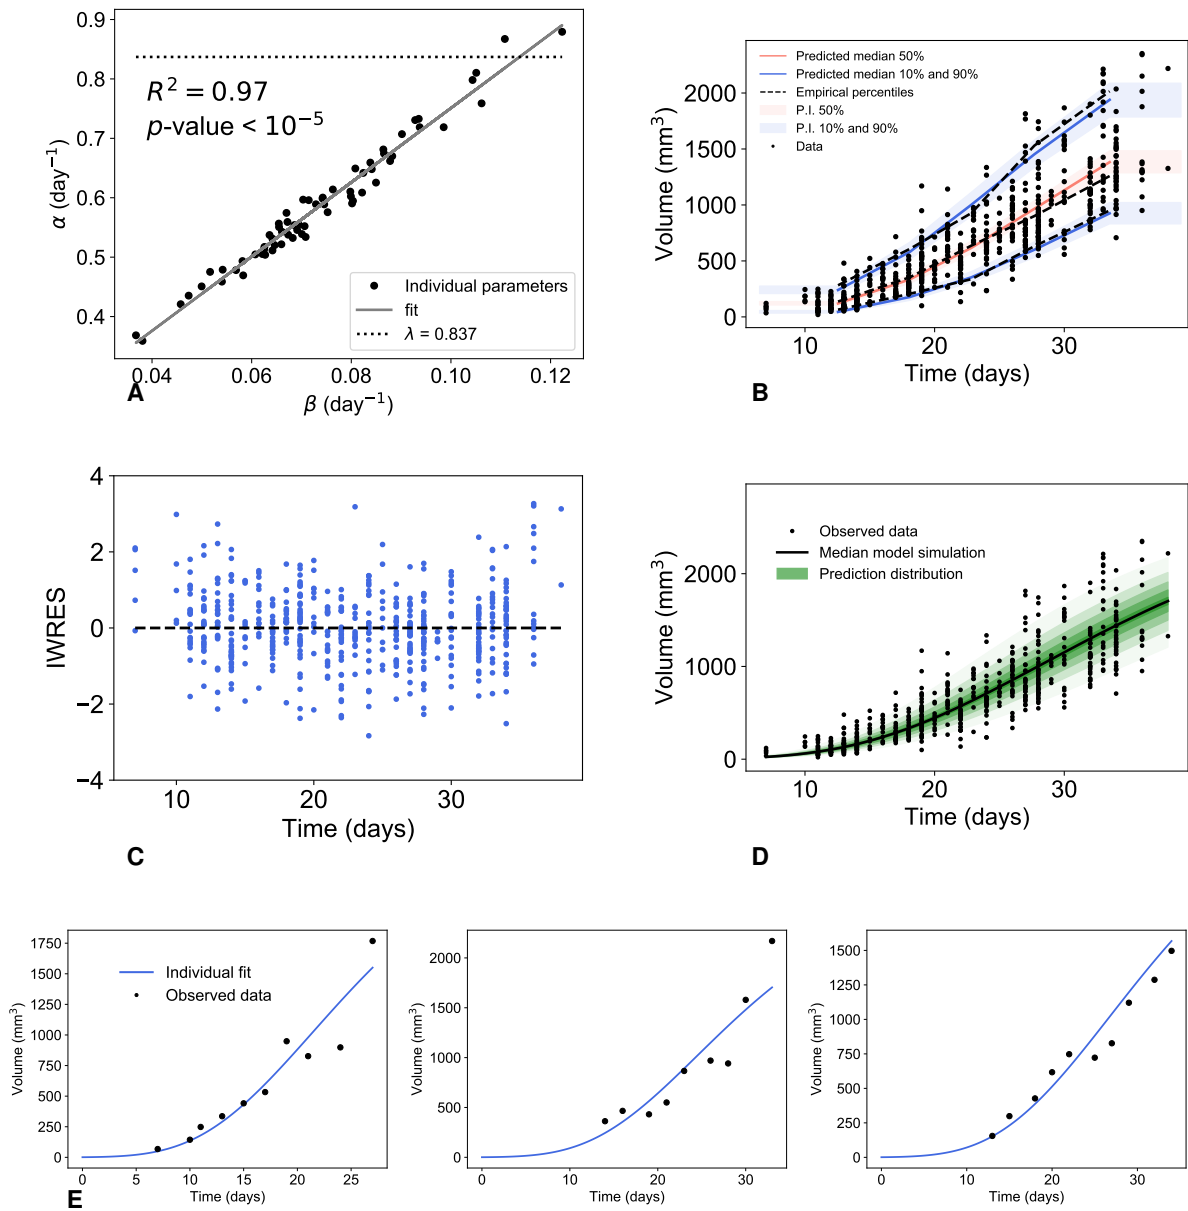 0.9
0.8
0.7
0.6
0.5
0.4
α (day⁻¹)
R² = 0.97
p-value < 10⁻⁵
Individual parameters
fit
λ = 0.837
0.04 0.06 0.08 0.10 0.12
β (day⁻¹)
A
Predicted median 50%
Predicted median 10% and 90%
Empirical percentiles
P.I. 50%
P.I. 10% and 90%
Data
2000
1500
1000
500
0
Volume (mm³)
10 20 30
Time (days)
B
4
2
0
−2
−4
IWRES
10 20 30
Time (days)
C
Observed data
Median model simulation
Prediction distribution
2000
1000
0
Volume (mm³)
10 20 30
Time (days)
D
1750
1500
1250
1000
750
500
250
0
Volume (mm³)
Individual fit
Observed data
0 5 10 15 20 25
Time (days)
E
2000
1500
1000
500
0
Volume (mm³)
0 10 20 30
Time (days)
1500
1250
1000
750
500
250
0
Volume (mm³)
0 10 20 30
Time (days)